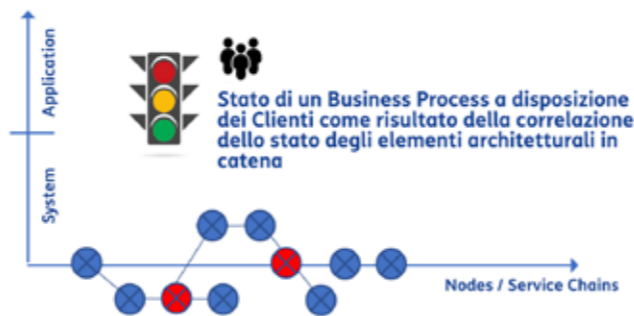 Application
Stato di un Business Process a disposizione
dei Clienti come risultato della correlazione
dello stato degli elementi architetturali in
catena
System
Nodes / Service Chains